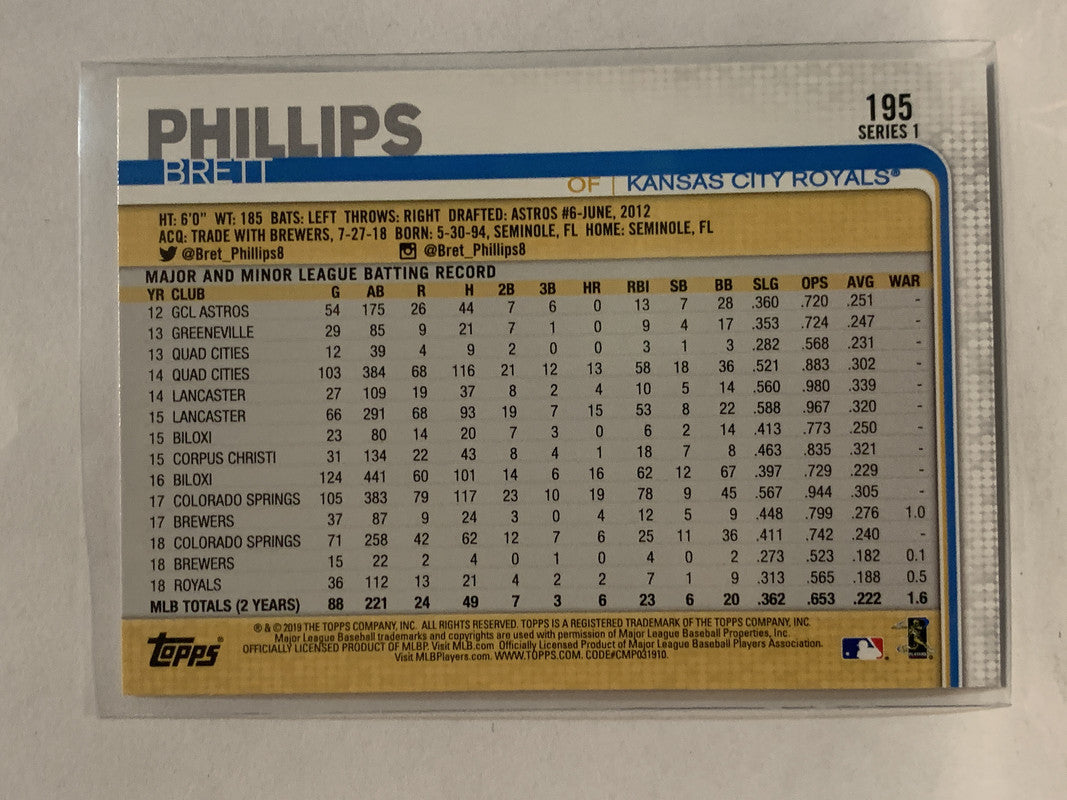 PHILLIPS
195
SERIES 1
BRETT
OF | KANSAS CITY ROYALS®
HT: 6'0" WT: 185 BATS: LEFT THROWS: RIGHT DRAFTED: ASTROS #6-JUNE, 2012
ACQ: TRADE WITH BREWERS, 7-27-18 BORN: 5-30-94, SEMINOLE, FL HOME: SEMINOLE, FL
@Bret_Phillips8 @Bret_Phillips8
MAJOR AND MINOR LEAGUE BATTING RECORD
YR CLUB G AB R H 2B 3B HR RBI SB BB SLG OPS AVG WAR
12 GCL ASTROS 54 175 26 44 7 6 0 13 7 28 .360 .720 .251 -
13 GREENEVILLE 29 85 9 21 7 1 0 9 4 17 .353 .724 .247 -
13 QUAD CITIES 12 39 4 9 2 0 0 3 1 3 .282 .568 .231 -
14 QUAD CITIES 103 384 68 116 21 12 13 58 18 36 .521 .883 .302 -
14 LANCASTER 27 109 19 37 8 2 4 10 5 14 .560 .980 .339 -
15 LANCASTER 66 291 68 93 19 7 15 53 8 22 .588 .967 .320 -
15 BILOXI 23 80 14 20 7 3 0 6 2 14 .413 .773 .250 -
15 CORPUS CHRISTI 31 134 22 43 8 4 1 18 7 8 .463 .835 .321 -
16 BILOXI 124 441 60 101 14 6 16 62 12 67 .397 .729 .229 -
17 COLORADO SPRINGS 105 383 79 117 23 10 19 78 9 45 .567 .944 .305 -
17 BREWERS 37 87 9 24 3 0 4 12 5 9 .448 .799 .276 1.0
18 COLORADO SPRINGS 71 258 42 62 12 7 6 25 11 36 .411 .742 .240 -
18 BREWERS 15 22 2 4 0 1 0 4 0 2 .273 .523 .182 0.1
18 ROYALS 36 112 13 21 4 2 2 7 1 9 .313 .565 .188 0.5
MLB TOTALS (2 YEARS) 88 221 24 49 7 3 6 23 6 20 .362 .653 .222 1.6
Topps®
® & © 2019 THE TOPPS COMPANY, INC. ALL RIGHTS RESERVED. TOPPS IS A REGISTERED TRADEMARK OF THE TOPPS COMPANY, INC.
Major League Baseball trademarks and copyrights are used with permission of Major League Baseball Properties, Inc.
OFFICIALLY LICENSED PRODUCT OF MLBP. Visit MLB.com Officially Licensed Product of Major League Baseball Players Association.
Visit MLBPlayers.com. WWW.TOPPS.COM. CODE#CMP031910.